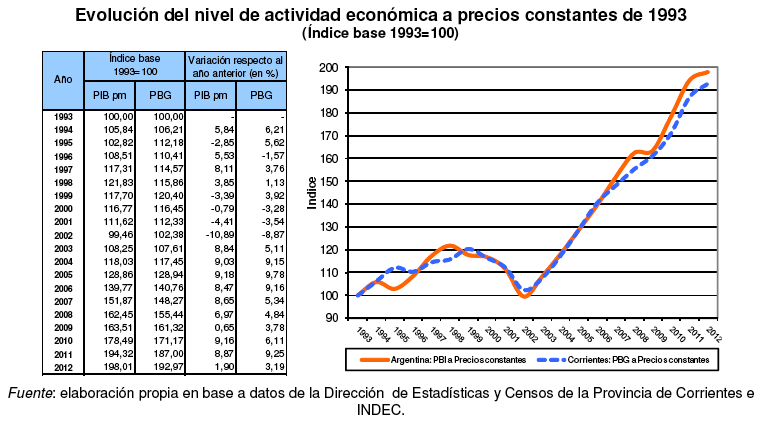 Evolución del nivel de actividad económica a precios constantes de 1993
(Índice base 1993=100)
Año
Índice base 1993=100
Variación respecto al año anterior (en %)
PIB pm PBG PIB pm PBG
1993 100,00 100,00 - -
1994 105,84 106,21 5,84 6,21
1995 102,82 112,18 -2,85 5,62
1996 108,51 110,41 5,53 -1,57
1997 117,31 114,57 8,11 3,76
1998 121,83 115,86 3,85 1,13
1999 117,70 120,40 -3,39 3,92
2000 116,77 116,45 -0,79 -3,28
2001 111,62 112,33 -4,41 -3,54
2002 99,46 102,38 -10,89 -8,87
2003 108,25 107,61 8,84 5,11
2004 118,03 117,45 9,03 9,15
2005 128,86 128,94 9,18 9,78
2006 139,77 140,76 8,47 9,16
2007 151,87 148,27 8,65 5,34
2008 162,45 155,44 6,97 4,84
2009 163,51 161,32 0,65 3,78
2010 178,49 171,17 9,16 6,11
2011 194,32 187,00 8,87 9,25
2012 198,01 192,97 1,90 3,19
Indice
200
190
180
170
160
150
140
130
120
110
100
90
1993 1994 1995 1996 1997 1998 1999 2000 2001 2002 2003 2004 2005 2006 2007 2008 2009 2010 2011 2012
Argentina: PBI a Precios constantes
Corrientes: PBG a Precios constantes
Fuente: elaboración propia en base a datos de la Dirección de Estadísticas y Censos de la Provincia de Corrientes e
INDEC.